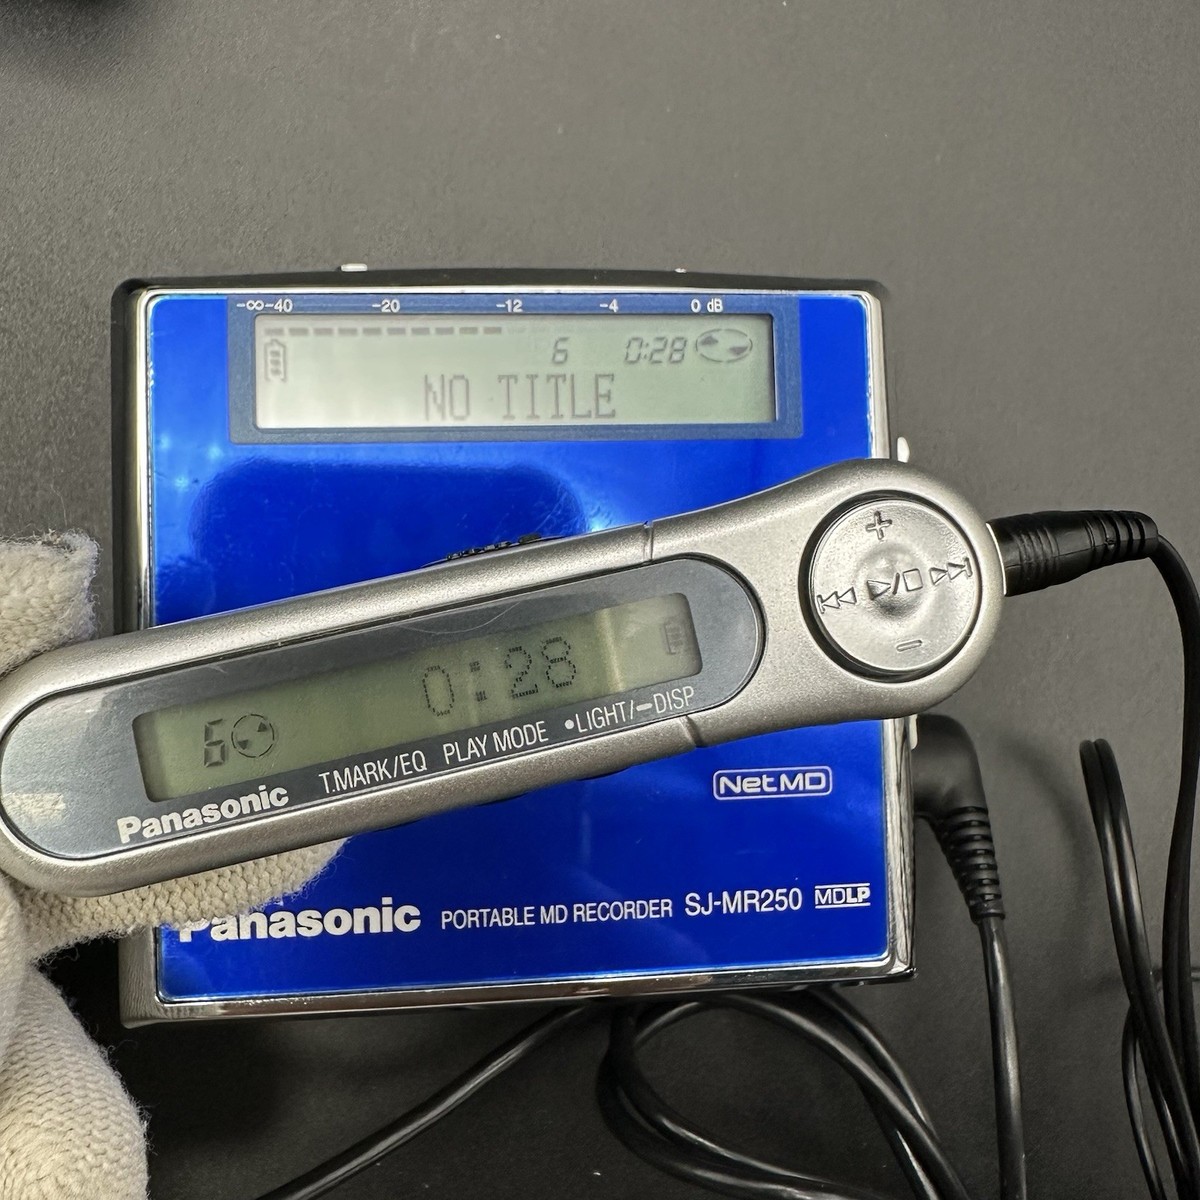 -∞-40 -20 -12 -4 0 dB
6 0:28
NO TITLE
+
-
6 0:28
T.MARK/EQ PLAY MODE •LIGHT/━DISP
Panasonic
NetMD
Panasonic PORTABLE MD RECORDER SJ-MR250 MDLP